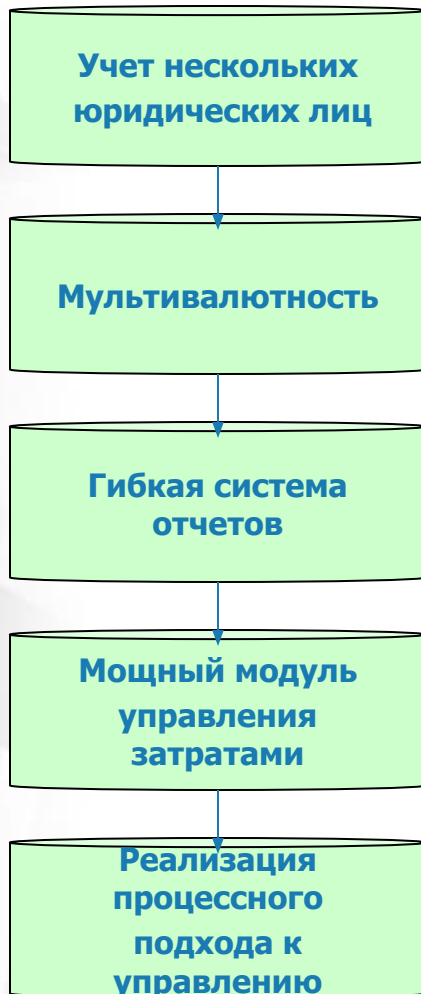 Учет нескольких
юридических лиц
Мультивалютность
Гибкая система
отчетов
Мощный модуль
управления
затратами
Реализация
процессного
подхода к
управлению